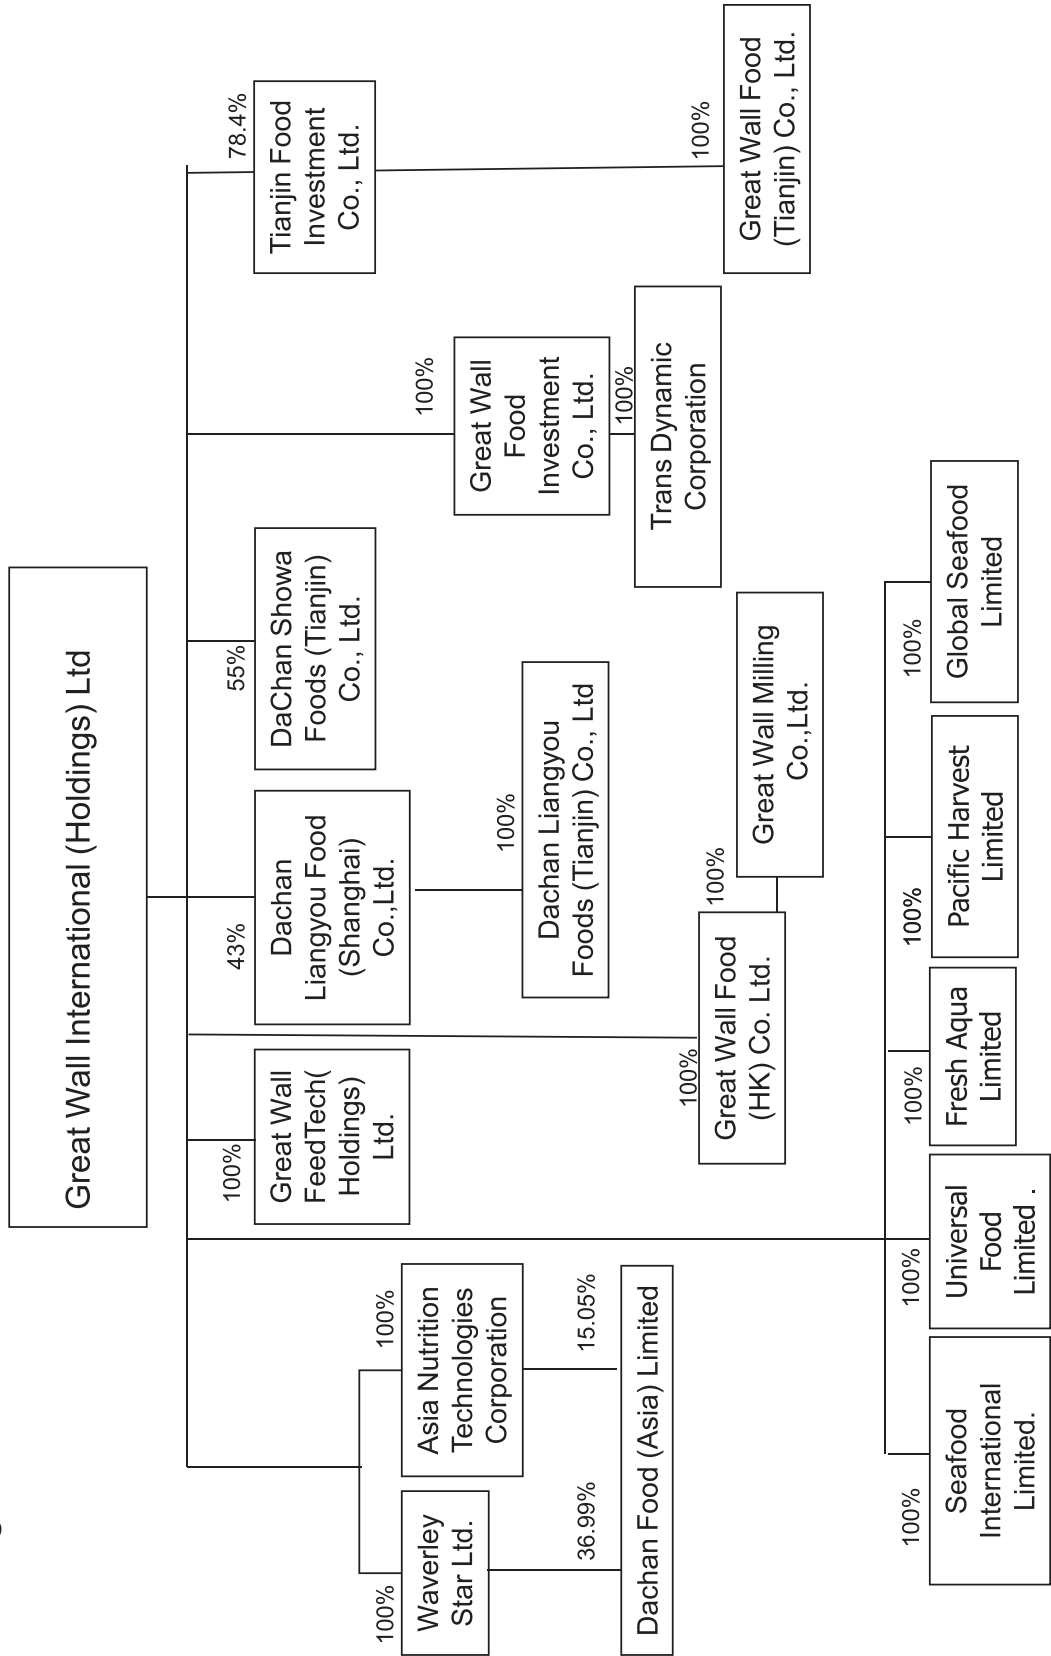 Great Wall International (Holdings) Ltd
100%
Waverley
Star Ltd.
100%
Asia Nutrition
Technologies
Corporation
36.99%
15.05%
Dachan Food (Asia) Limited
100%
Great Wall
FeedTech(
Holdings)
Ltd.
43%
Dachan
Liangyou Food
(Shanghai)
Co.,Ltd.
100%
Dachan Liangyou
Foods (Tianjin) Co., Ltd
55%
DaChan Showa
Foods (Tianjin)
Co., Ltd.
100%
Great Wall
Food
Investment
Co., Ltd.
100%
Trans Dynamic
Corporation
78.4%
Tianjin Food
Investment
Co., Ltd.
100%
Great Wall Food
(Tianjin) Co., Ltd.
100%
Great Wall Food
(HK) Co. Ltd.
100%
Great Wall Milling
Co.,Ltd.
100%
Seafood
International
Limited.
100%
Universal
Food
Limited .
100%
Fresh Aqua
Limited
100%
Pacific Harvest
Limited
100%
Global Seafood
Limited